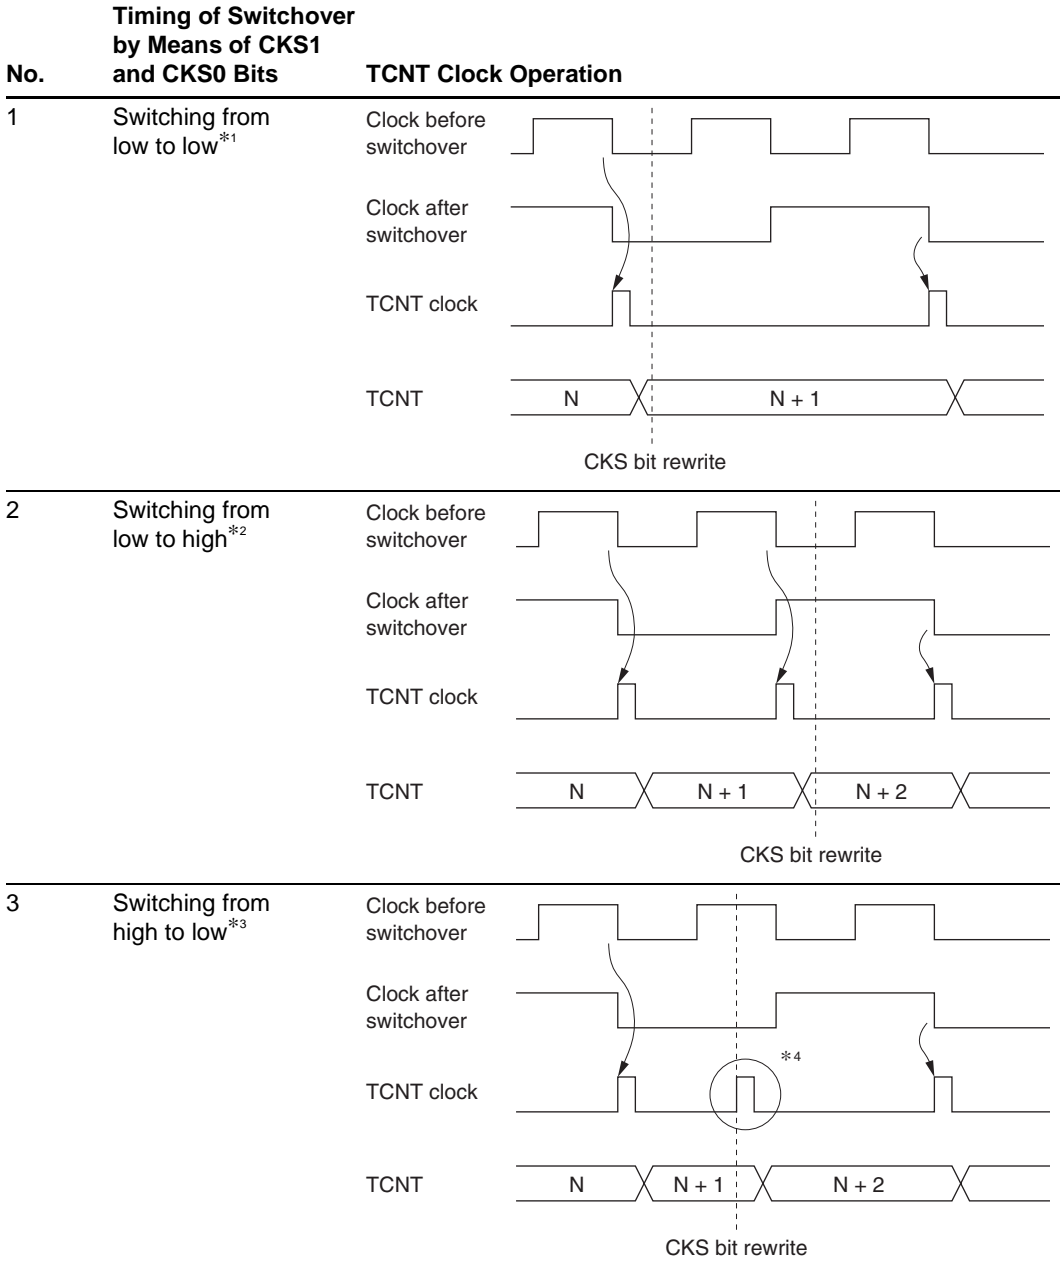 No.
Timing of Switchover
by Means of CKS1
and CKS0 Bits
TCNT Clock Operation
1
Switching from
low to low*1
Clock before
switchover
Clock after
switchover
TCNT clock
TCNT
N
N + 1
CKS bit rewrite
2
Switching from
low to high*2
Clock before
switchover
Clock after
switchover
TCNT clock
TCNT
N
N + 1
N + 2
CKS bit rewrite
3
Switching from
high to low*3
Clock before
switchover
Clock after
switchover
*4
TCNT clock
TCNT
N
N + 1
N + 2
CKS bit rewrite